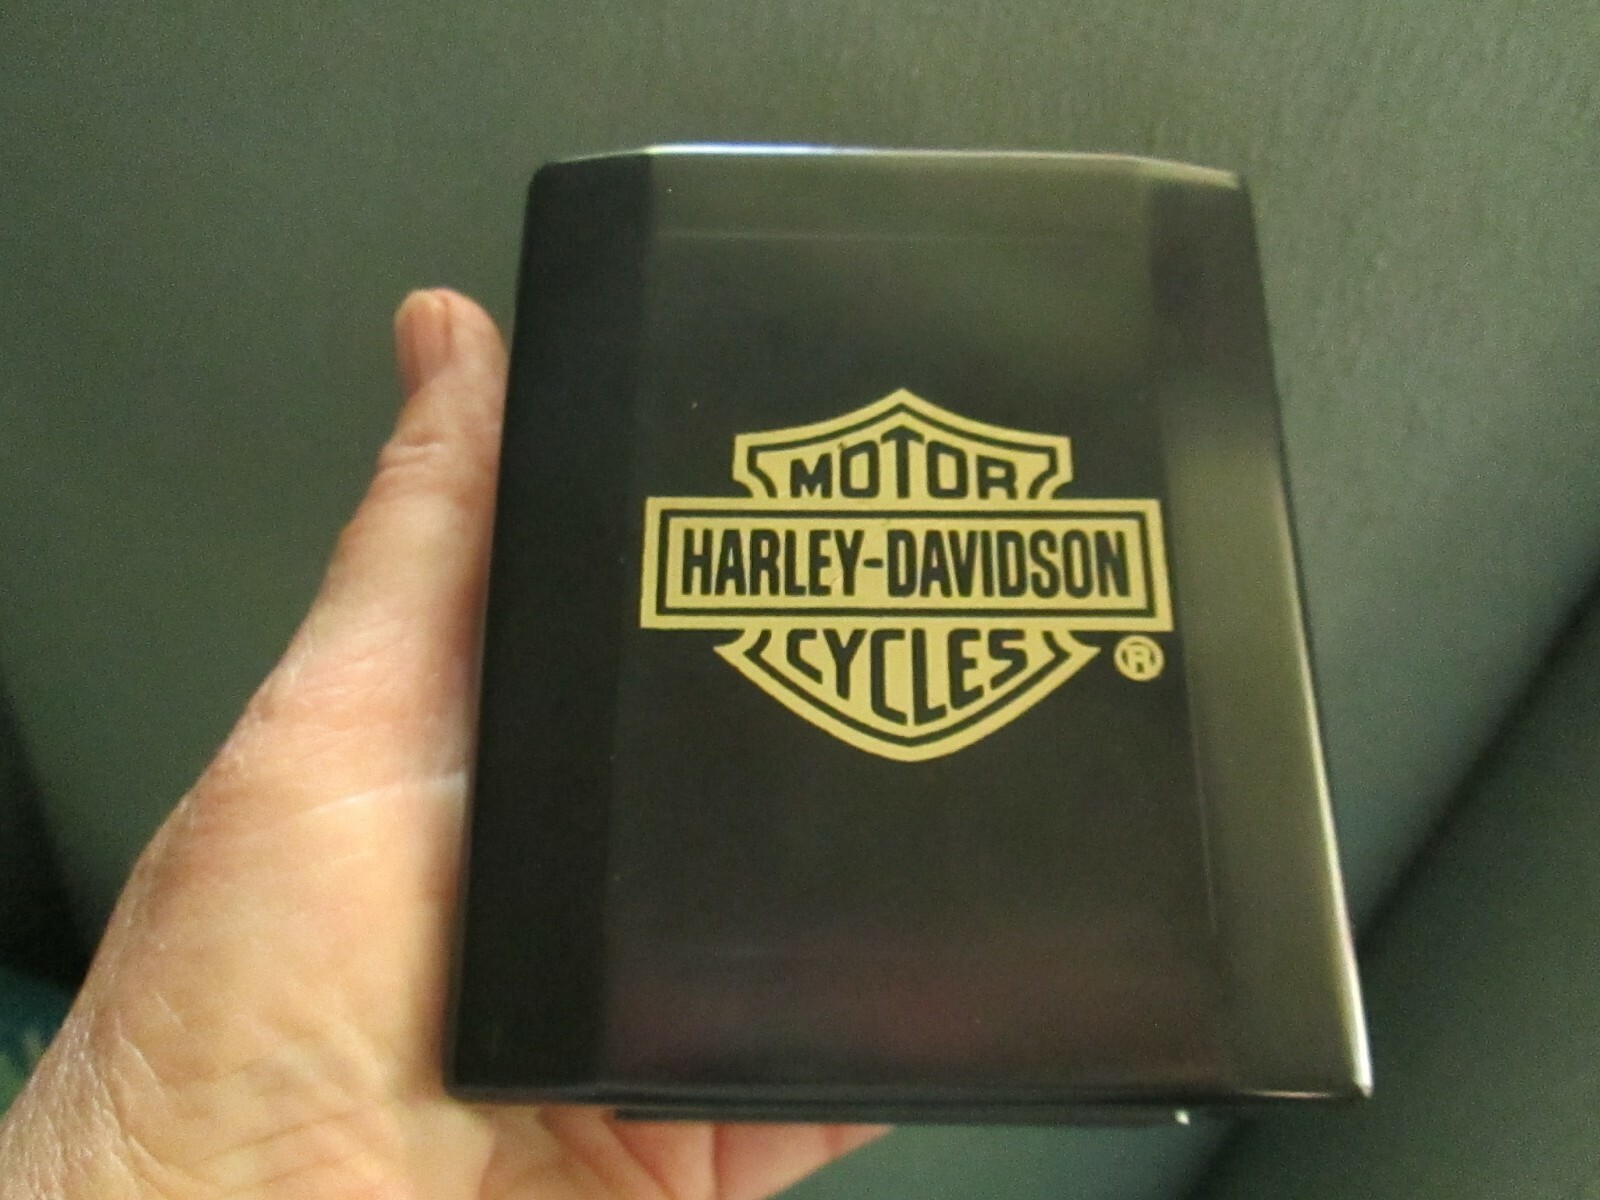 MOTOR
HARLEY-DAVIDSON
CYCLES
®